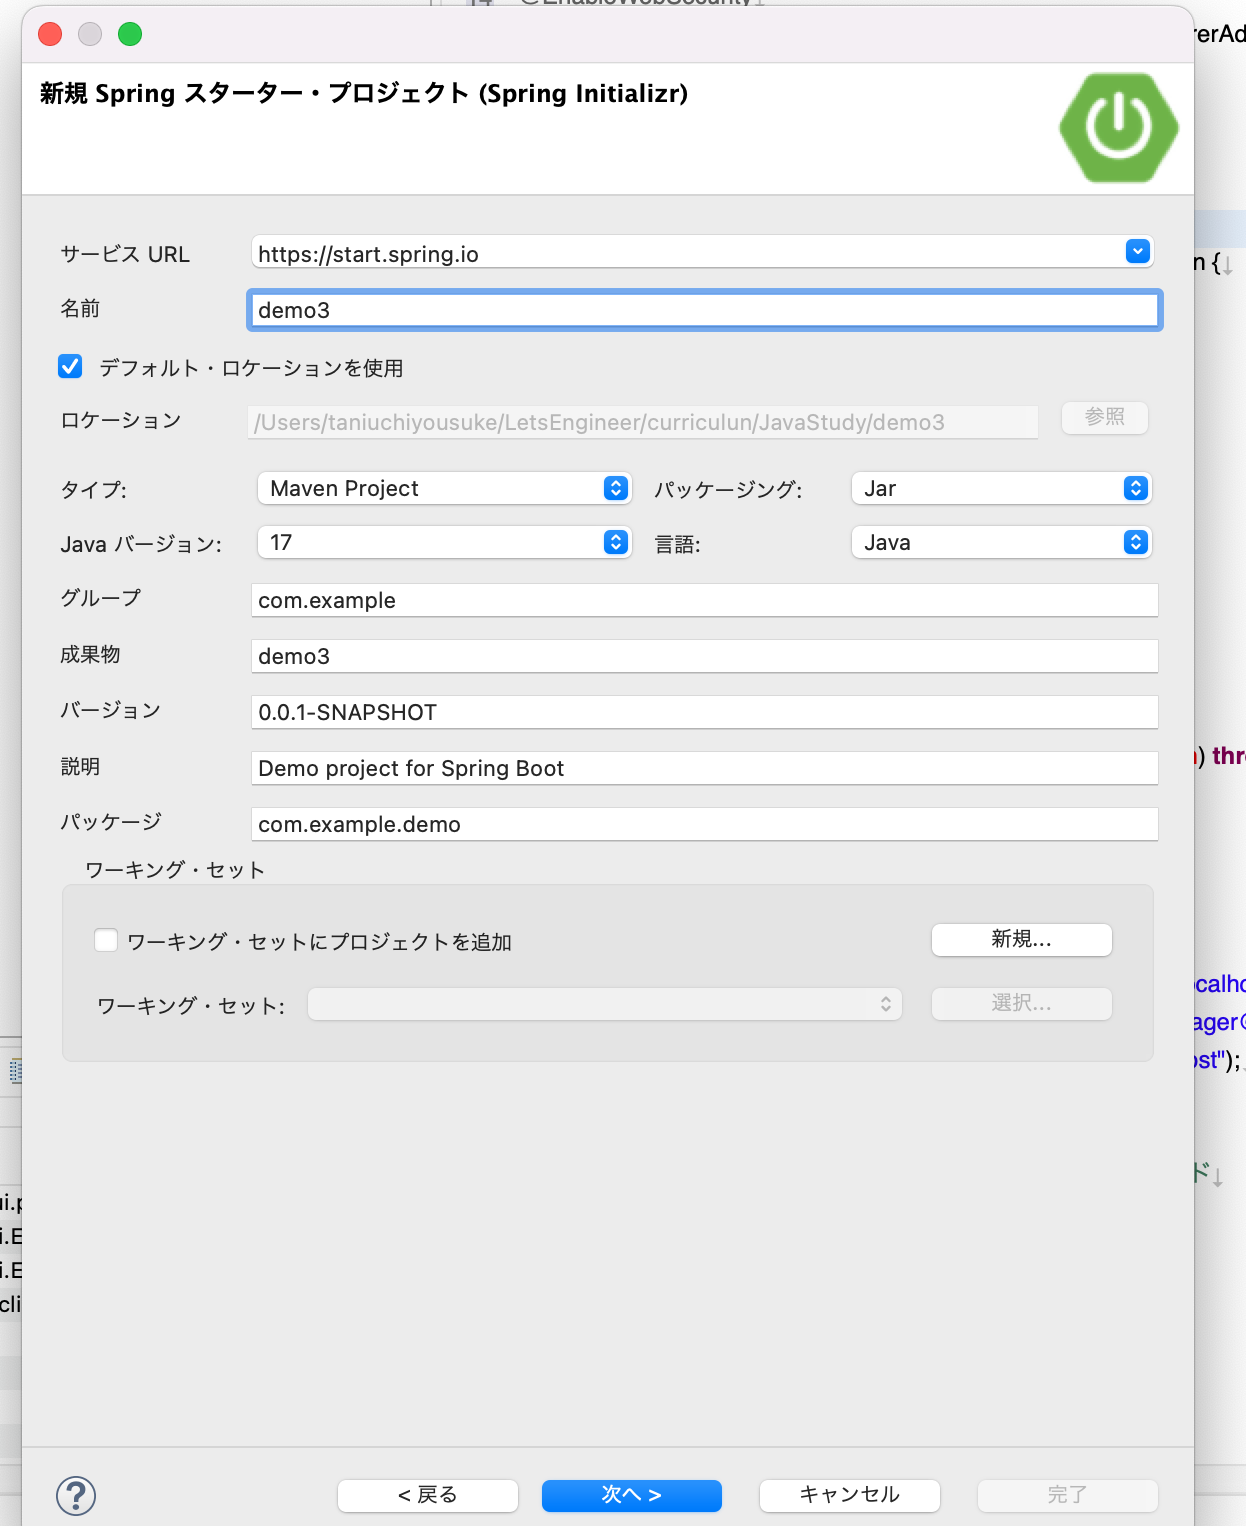 新規 Spring スターター・プロジェクト (Spring Initializr)
サービス URL https://start.spring.io
名前 demo3
デフォルト・ロケーションを使用
ロケーション /Users/taniuchiyousuke/LetsEngineer/curriculun/JavaStudy/demo3 参照
タイプ: Maven Project パッケージング: Jar
Java バージョン: 17 言語: Java
グループ com.example
成果物 demo3
バージョン 0.0.1-SNAPSHOT
説明 Demo project for Spring Boot
パッケージ com.example.demo
ワーキング・セット
ワーキング・セットにプロジェクトを追加 新規...
ワーキング・セット: 選択...
? < 戻る 次へ > キャンセル 完了
n {
) thr
ost");